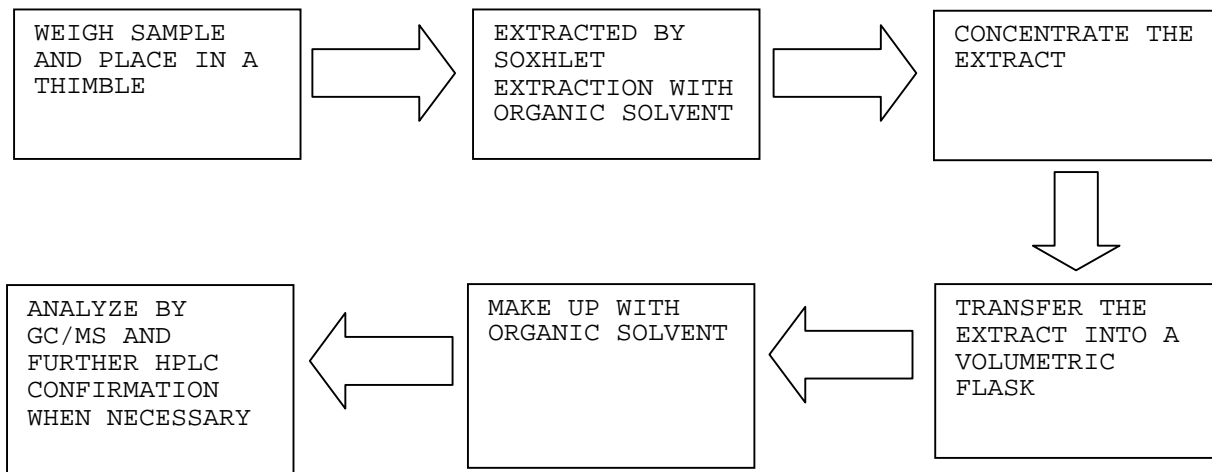 WEIGH SAMPLE
AND PLACE IN A
THIMBLE
EXTRACTED BY
SOXHLET
EXTRACTION WITH
ORGANIC SOLVENT
CONCENTRATE THE
EXTRACT
TRANSFER THE
EXTRACT INTO A
VOLUMETRIC
FLASK
MAKE UP WITH
ORGANIC SOLVENT
ANALYZE BY
GC/MS AND
FURTHER HPLC
CONFIRMATION
WHEN NECESSARY